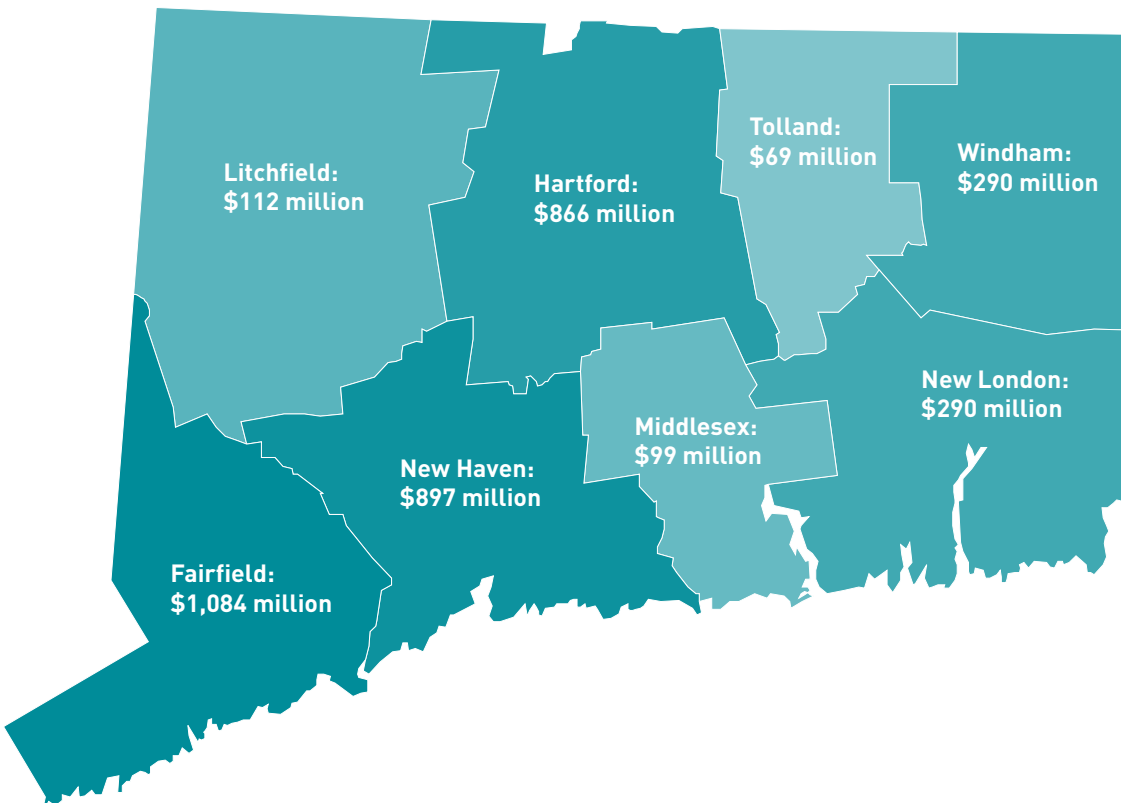 Litchfield:
$112 million
Hartford:
$866 million
Tolland:
$69 million
Windham:
$290 million
New London:
$290 million
Middlesex:
$99 million
New Haven:
$897 million
Fairfield:
$1,084 million